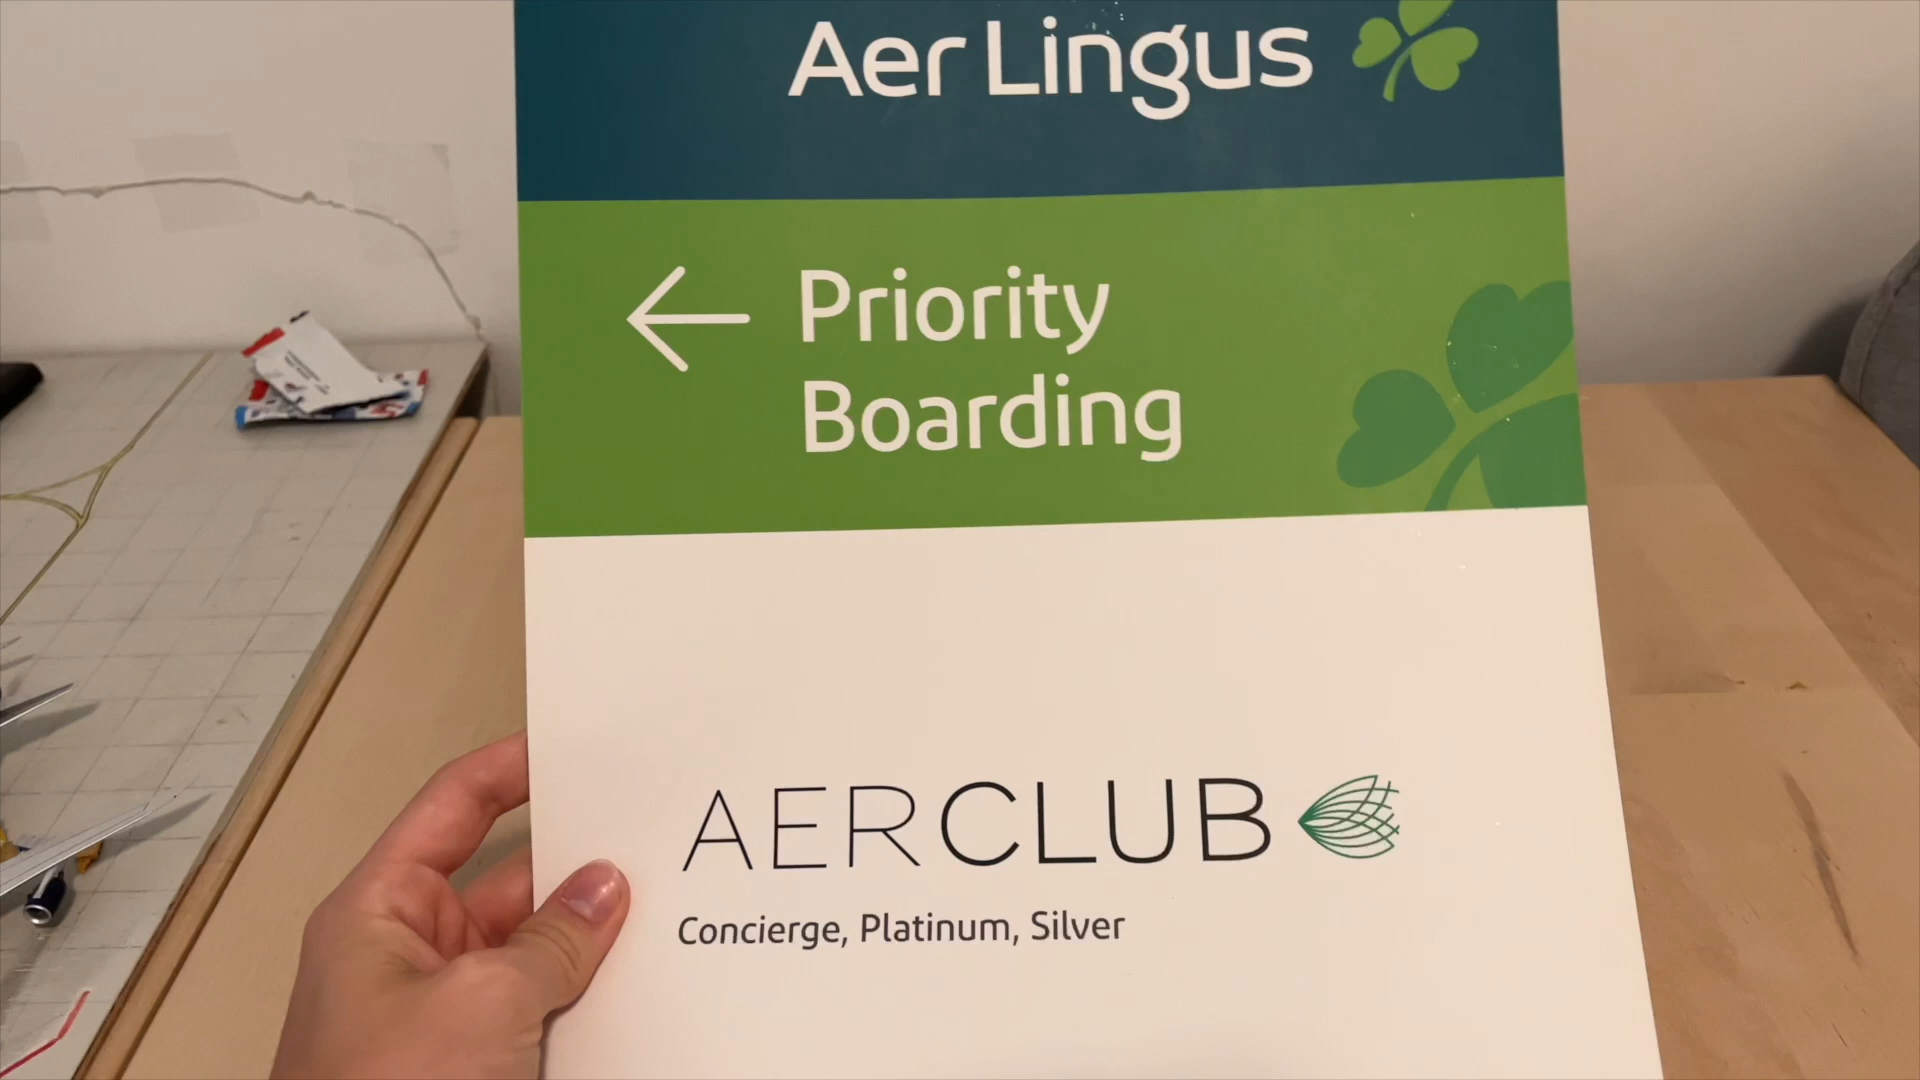 Aer Lingus
Priority
Boarding
AERCLUB
Concierge, Platinum, Silver